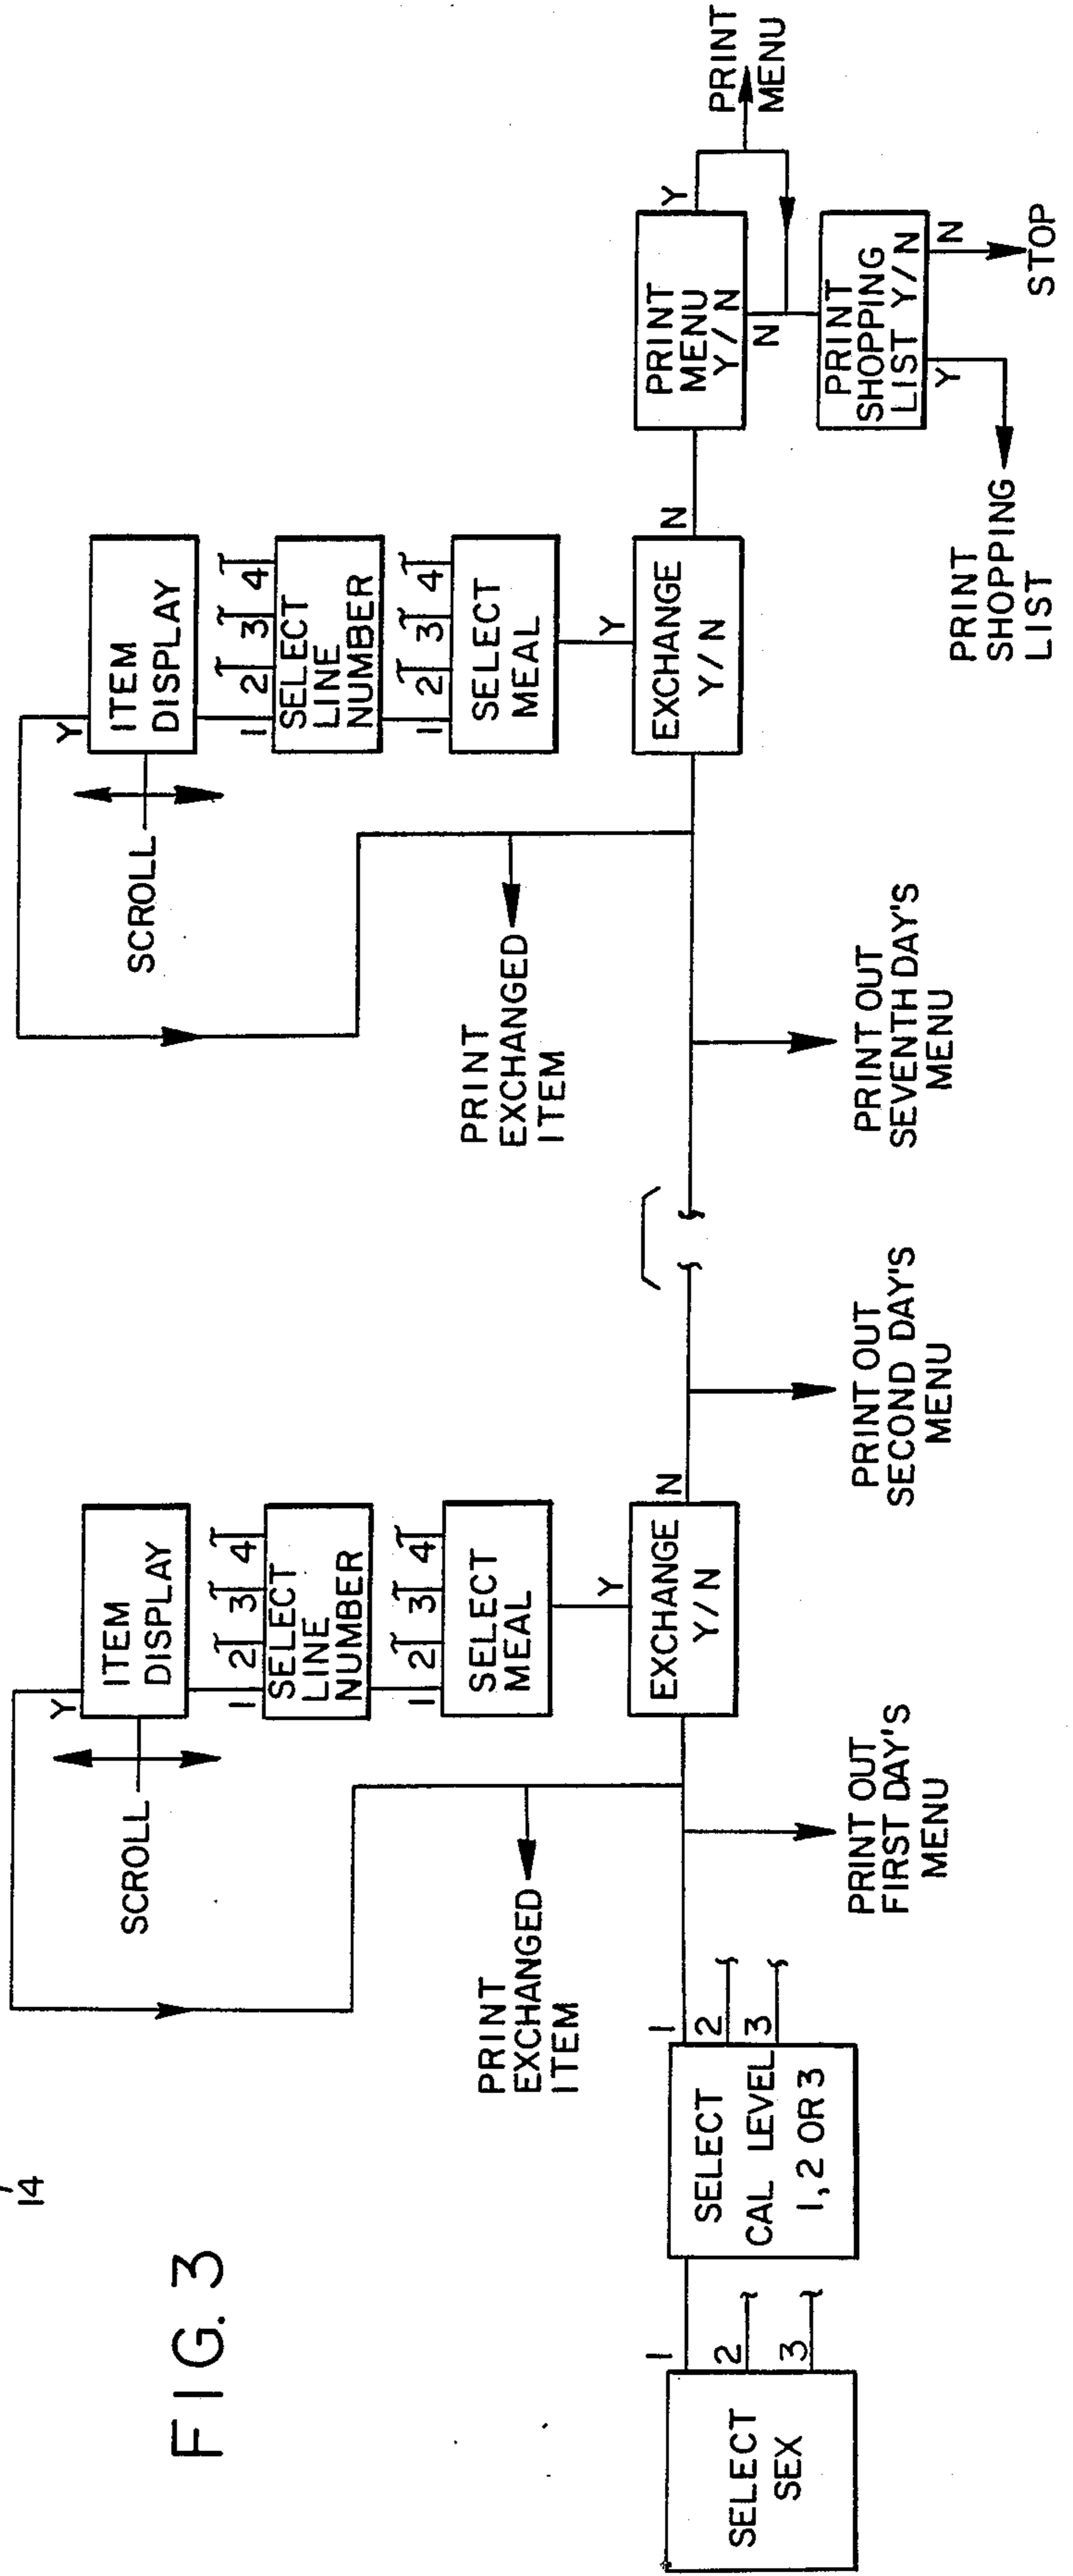 14
FIG. 3
SELECT
SEX
1
2
3
SELECT
CAL LEVEL
1, 2 OR 3
1
2
3
PRINT OUT
FIRST DAY'S
MENU
PRINT
EXCHANGED
ITEM
SCROLL
Y
ITEM
DISPLAY
1 2 3 4
SELECT
LINE
NUMBER
1 2 3 4
SELECT
MEAL
Y
EXCHANGE
Y/N
N
PRINT OUT
SECOND DAY'S
MENU
PRINT OUT
SEVENTH DAY'S
MENU
PRINT
EXCHANGED
ITEM
SCROLL
Y
ITEM
DISPLAY
1 2 3 4
SELECT
LINE
NUMBER
1 2 3 4
SELECT
MEAL
Y
EXCHANGE
Y/N
N
PRINT
MENU
Y/N
Y
PRINT
MENU
N
PRINT
SHOPPING
LIST Y/N
Y
N
PRINT
SHOPPING
LIST
STOP